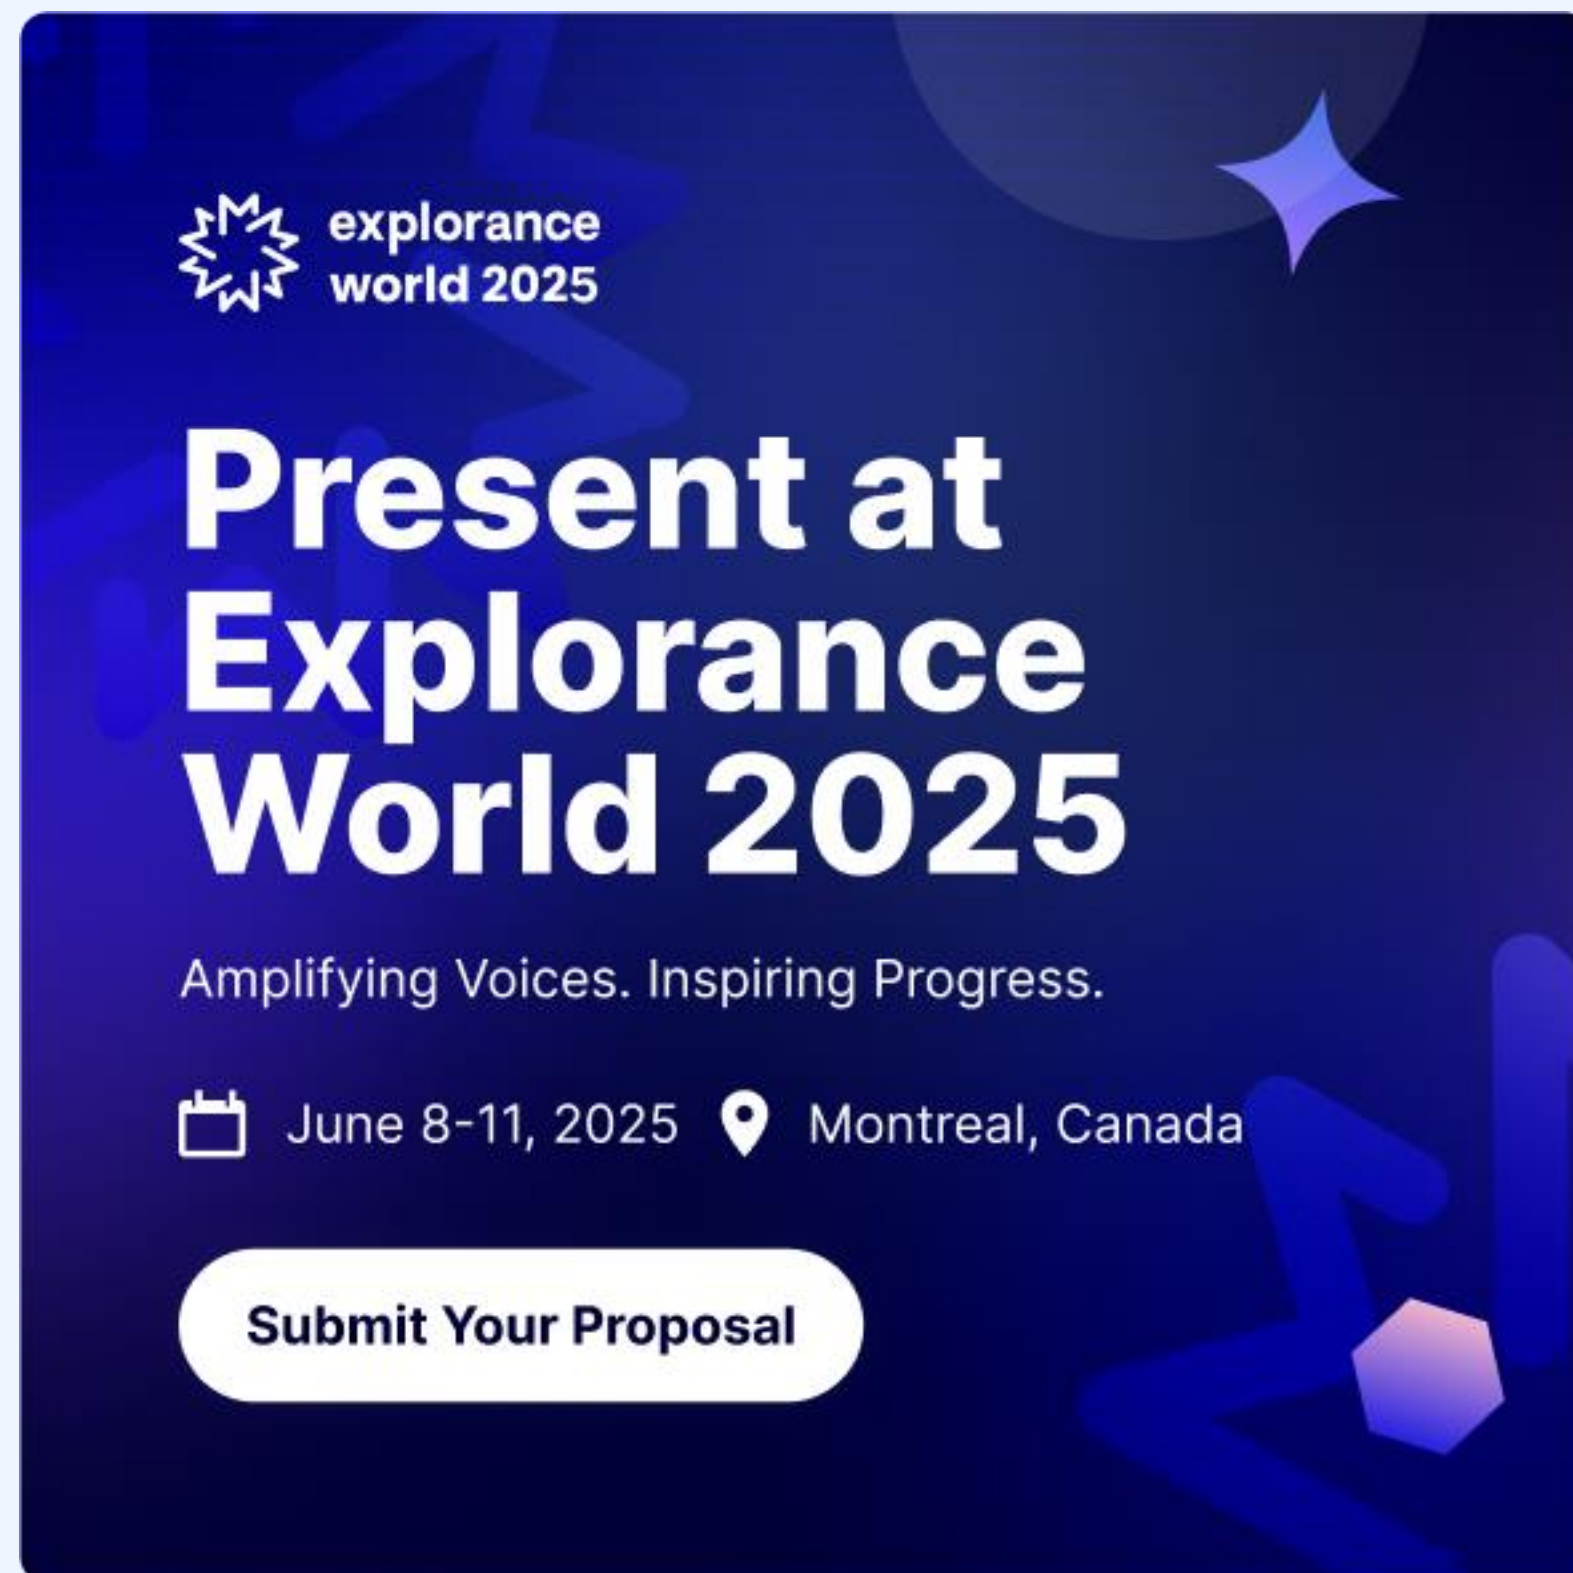 explorance
world 2025
Present at
Explorance
World 2025
Amplifying Voices. Inspiring Progress.
June 8-11, 2025 Montreal, Canada
Submit Your Proposal